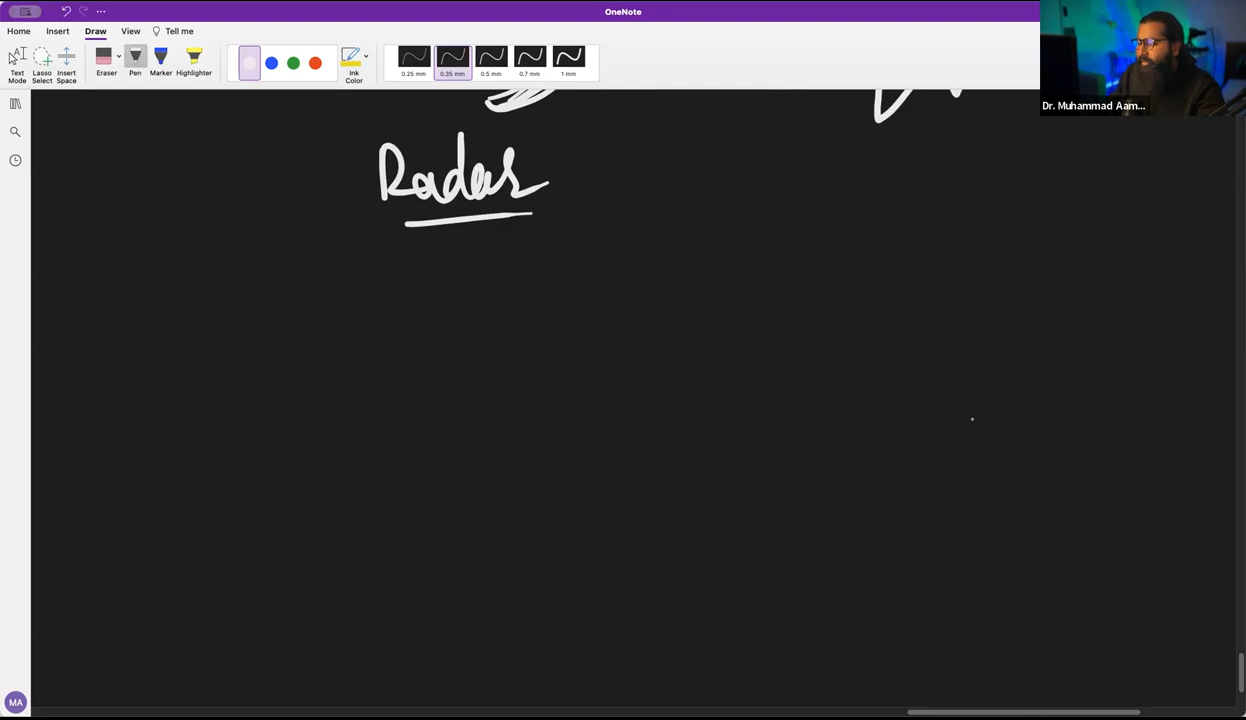 OneNote
Home Insert Draw View Tell me
Text Mode
Lasso Select
Insert Space
Eraser
Pen
Marker
Highlighter
Ink Color
0.25 mm
0.35 mm
0.5 mm
0.7 mm
1 mm
Dr. Muhammad Aam...
Radar
MA